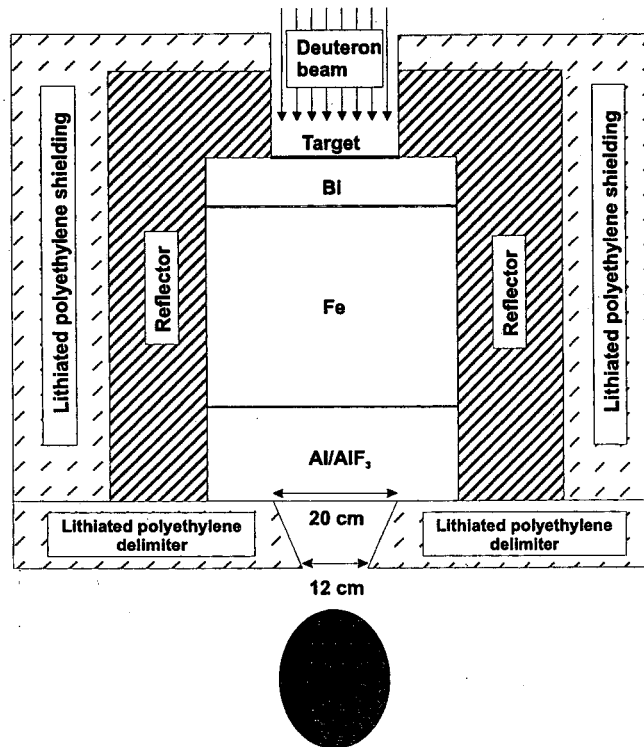 Deuteron
beam
Target
Bi
Fe
Al/AlF₃
Lithiated polyethylene shielding
Reflector
Reflector
Lithiated polyethylene shielding
20 cm
Lithiated polyethylene
delimiter
Lithiated polyethylene
delimiter
12 cm